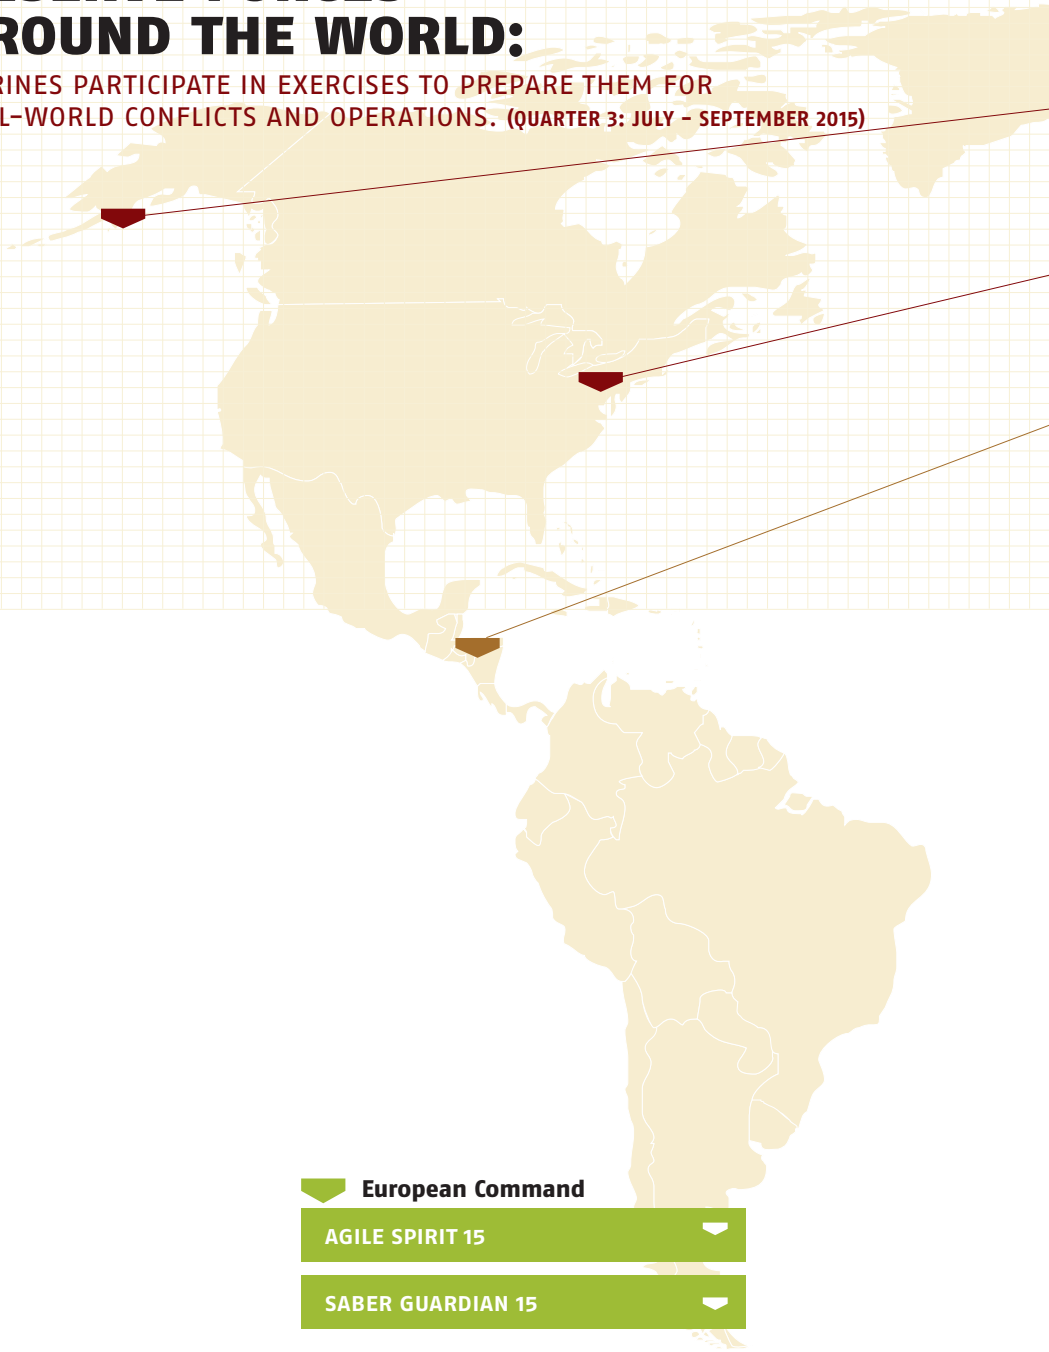 ROUND THE WORLD:
RINES PARTICIPATE IN EXERCISES TO PREPARE THEM FOR
L-WORLD CONFLICTS AND OPERATIONS. (QUARTER 3: JULY - SEPTEMBER 2015)
European Command
AGILE SPIRIT 15
SABER GUARDIAN 15